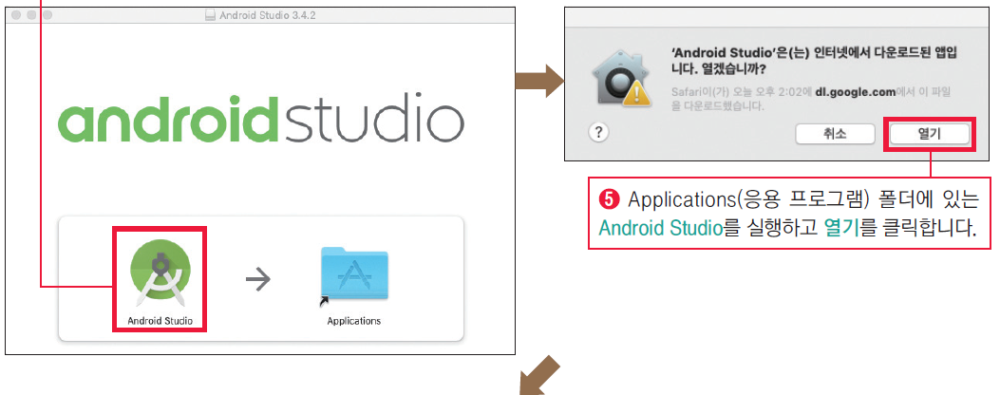 Android Studio 3.4.2
androidstudio
Android Studio
Applications
‘Android Studio’은(는) 인터넷에서 다운로드된 앱입
니다. 열겠습니까?
Safari이(가) 오늘 오후 2:02에 dl.google.com에서 이 파일
을 다운로드했습니다.
?
취소
열기
❺ Applications(응용 프로그램) 폴더에 있는
Android Studio를 실행하고 열기를 클릭합니다.